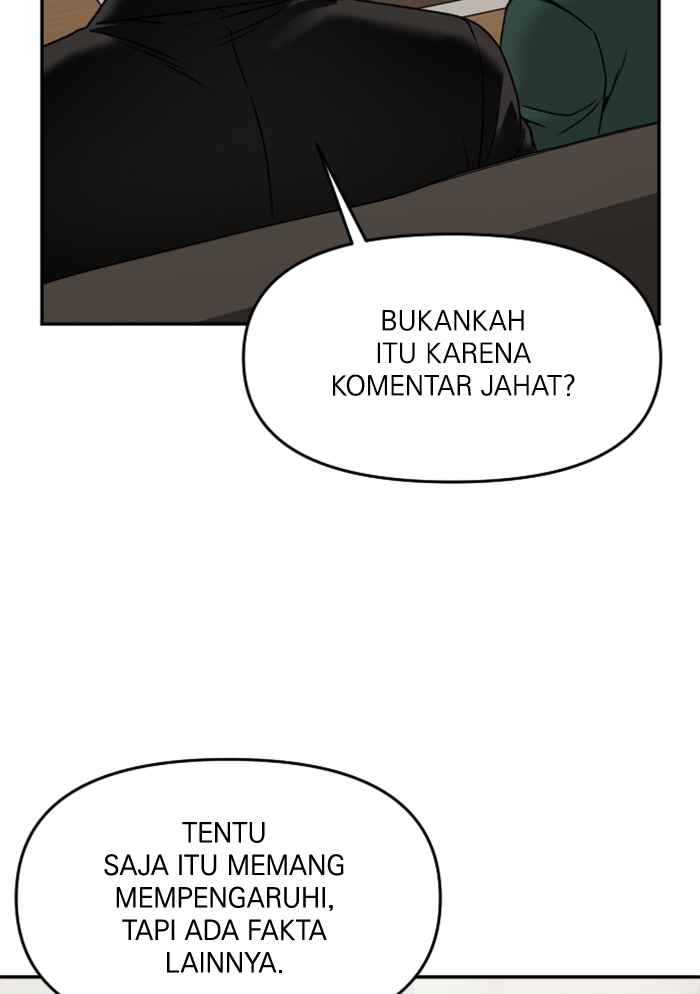 BUKANKAH
ITU KARENA
KOMENTAR JAHAT?
TENTU
SAJA ITU MEMANG
MEMPENGARUHI,
TAPI ADA FAKTA
LAINNYA.